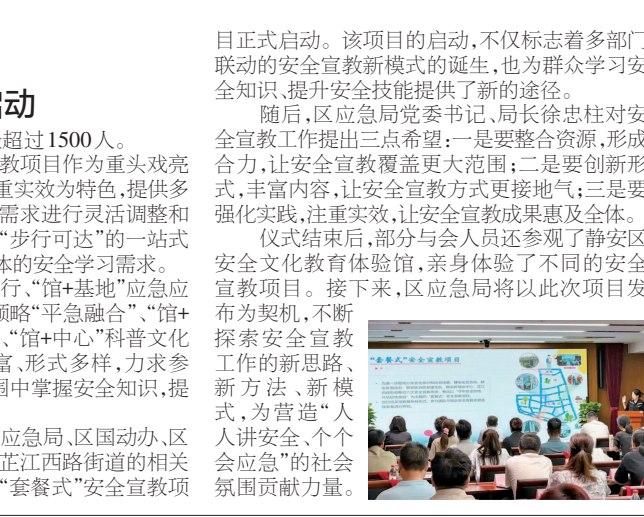 启动
超过1500人。
教项目作为重头戏亮
重实效为特色,提供多
需求进行灵活调整和
“步行可达”的一站式
体的安全学习需求。
行、“馆+基地”应急应
领略“平急融合”、“馆+
、“馆+中心”科普文化
富、形式多样,力求参
围中掌握安全知识,提
应急局、区国动办、区
芷江西路街道的相关
“套餐式”安全宣教项
目正式启动。该项目的启动,不仅标志着多部门
联动的安全宣教新模式的诞生,也为群众学习安
全知识、提升安全技能提供了新的途径。
随后,区应急局党委书记、局长徐忠柱对安
全宣教工作提出三点希望:一是要整合资源,形成
合力,让安全宣教覆盖更大范围;二是要创新形
式,丰富内容,让安全宣教方式更接地气;三是要
强化实践,注重实效,让安全宣教成果惠及全体。
仪式结束后,部分与会人员还参观了静安区
安全文化教育体验馆,亲身体验了不同的安全
宣教项目。接下来,区应急局将以此次项目发
布为契机,不断
探索安全宣教
工作的新思路、
新方法、新模
式,为营造“人
人讲安全、个个
会应急”的社会
氛围贡献力量。
“套餐式”安全宣教项目